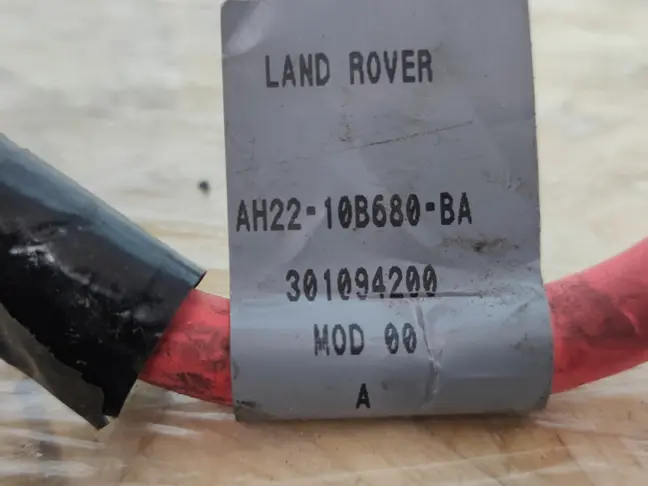 LAND ROVER
AH22-10B680-BA
301094200
MOD 00
A